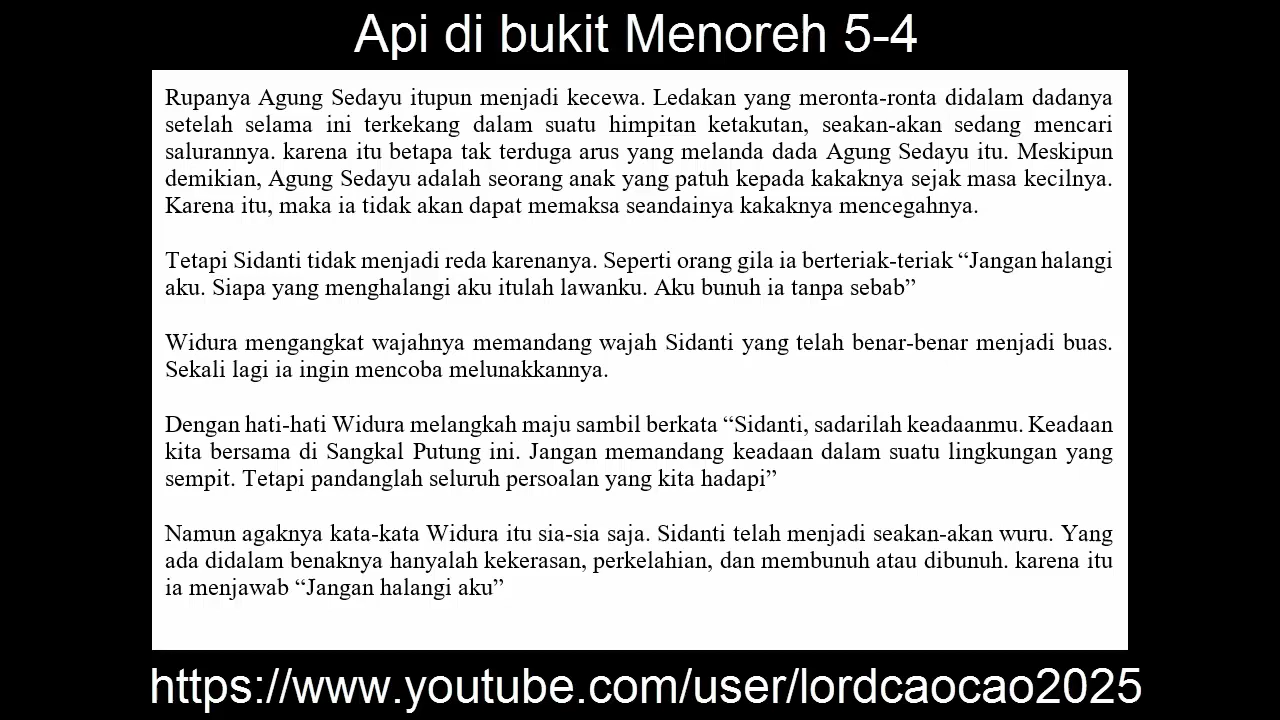 Api di bukit Menoreh 5-4
Rupanya Agung Sedayu itupun menjadi kecewa. Ledakan yang meronta-ronta didalam dadanya
setelah selama ini terkekang dalam suatu himpitan ketakutan, seakan-akan sedang mencari
salurannya. karena itu betapa tak terduga arus yang melanda dada Agung Sedayu itu. Meskipun
demikian, Agung Sedayu adalah seorang anak yang patuh kepada kakaknya sejak masa kecilnya.
Karena itu, maka ia tidak akan dapat memaksa seandainya kakaknya mencegahnya.
Tetapi Sidanti tidak menjadi reda karenanya. Seperti orang gila ia berteriak-teriak “Jangan halangi
aku. Siapa yang menghalangi aku itulah lawanku. Aku bunuh ia tanpa sebab”
Widura mengangkat wajahnya memandang wajah Sidanti yang telah benar-benar menjadi buas.
Sekali lagi ia ingin mencoba melunakkannya.
Dengan hati-hati Widura melangkah maju sambil berkata “Sidanti, sadarilah keadaanmu. Keadaan
kita bersama di Sangkal Putung ini. Jangan memandang keadaan dalam suatu lingkungan yang
sempit. Tetapi pandanglah seluruh persoalan yang kita hadapi”
Namun agaknya kata-kata Widura itu sia-sia saja. Sidanti telah menjadi seakan-akan wuru. Yang
ada didalam benaknya hanyalah kekerasan, perkelahian, dan membunuh atau dibunuh. karena itu
ia menjawab “Jangan halangi aku”
https://www.youtube.com/user/lordcaocao2025